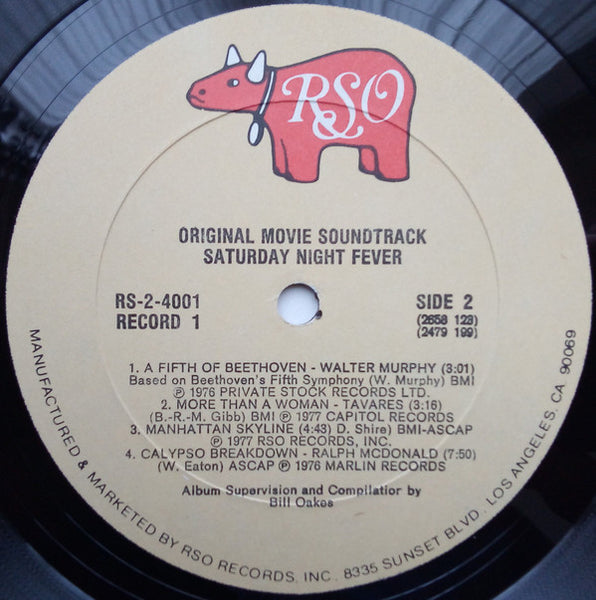 RSO
ORIGINAL MOVIE SOUNDTRACK
SATURDAY NIGHT FEVER
RS-2-4001
RECORD 1
SIDE 2
(2658 123)
(2479 199)
1. A FIFTH OF BEETHOVEN - WALTER MURPHY (3:01)
Based on Beethoven's Fifth Symphony (W. Murphy) BMI
℗ 1976 PRIVATE STOCK RECORDS LTD.
2. MORE THAN A WOMAN - TAVARES (3:16)
(B.-R.-M. Gibb) BMI ℗ 1977 CAPITOL RECORDS
3. MANHATTAN SKYLINE (4:43) D. Shire) BMI-ASCAP
℗ 1977 RSO RECORDS, INC.
4. CALYPSO BREAKDOWN - RALPH MCDONALD (7:50)
(W. Eaton) ASCAP ℗ 1976 MARLIN RECORDS
Album Supervision and Compilatior by
Bill Oakes
MANUFACTURED & MARKETED BY RSO RECORDS, INC., 8335 SUNSET BLVD. LOS ANGELES, CA. 90069